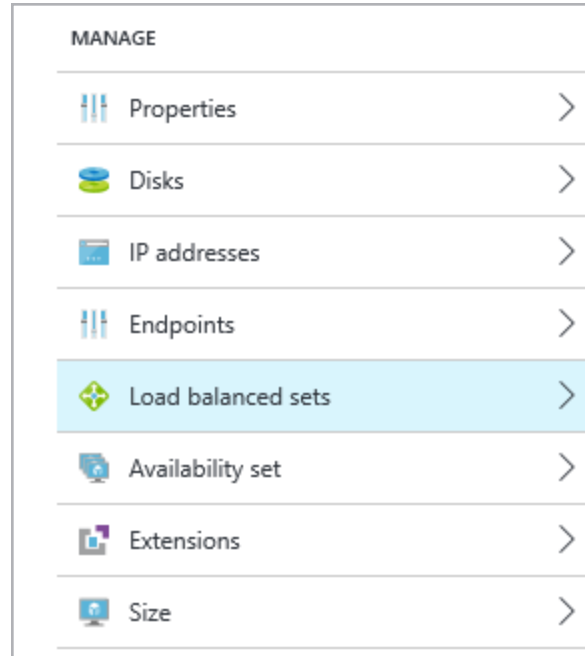 MANAGE
Properties
Disks
IP addresses
Endpoints
Load balanced sets
Availability set
Extensions
Size